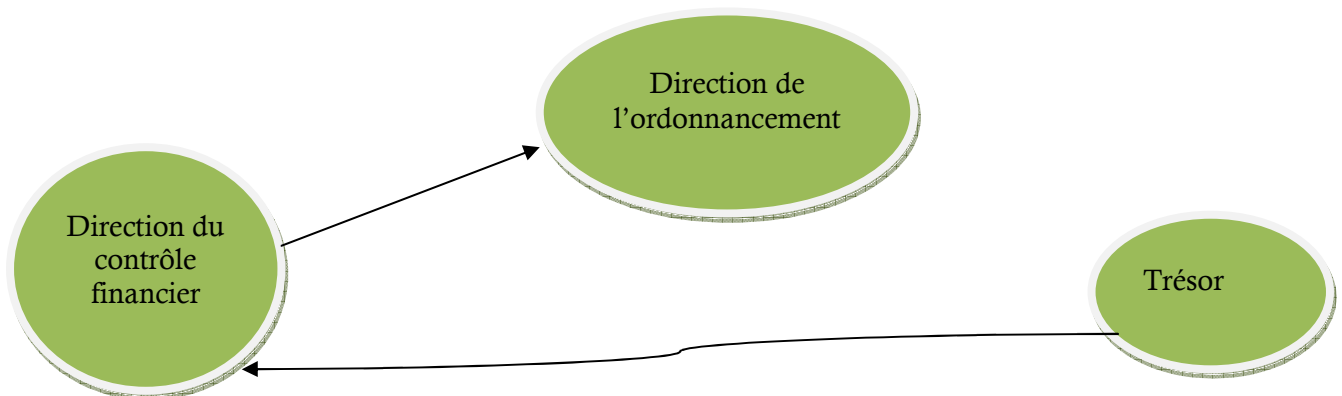 Direction de
l'ordonnancement
Direction du
contrôle
financier
Trésor